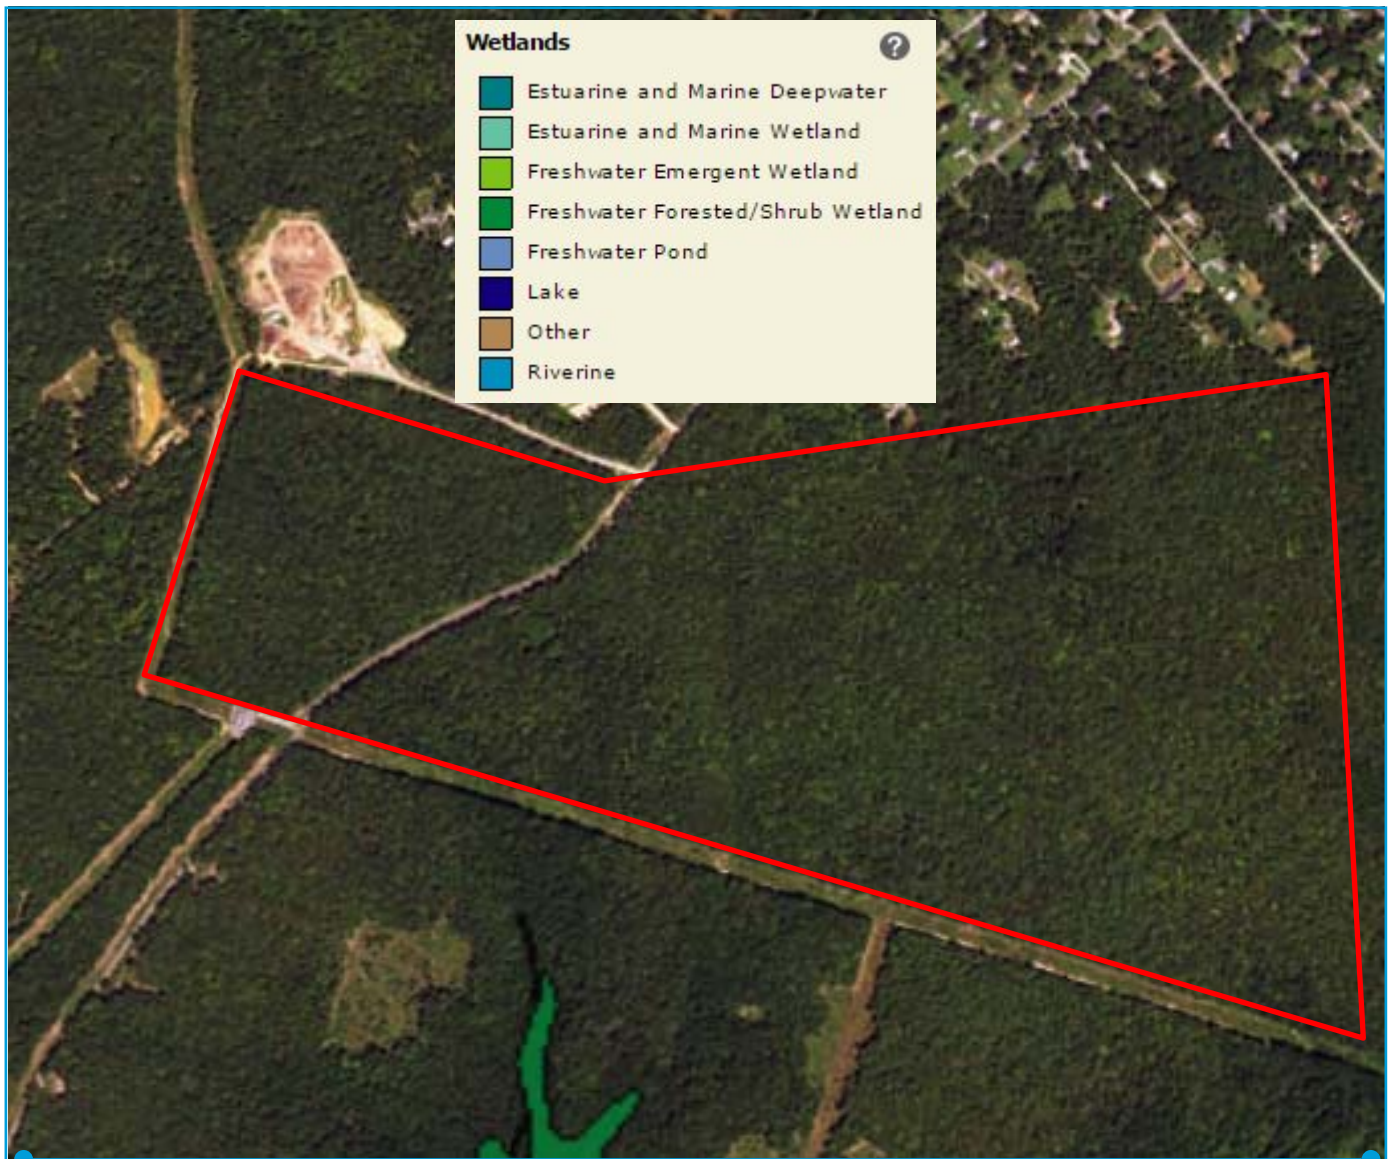 Wetlands ?
Estuarine and Marine Deepwater
Estuarine and Marine Wetland
Freshwater Emergent Wetland
Freshwater Forested/Shrub Wetland
Freshwater Pond
Lake
Other
Riverine